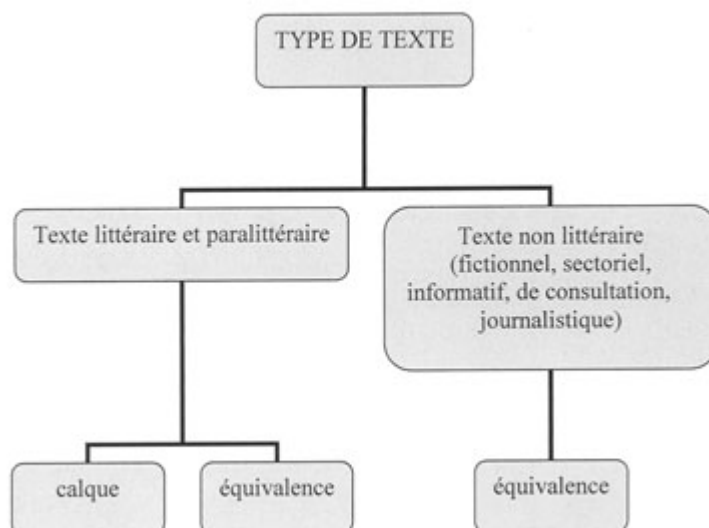 TYPE DE TEXTE
Texte littéraire et paralittéraire
Texte non littéraire
(fictionnel, sectoriel,
informatif, de consultation,
journalistique)
calque
équivalence
équivalence